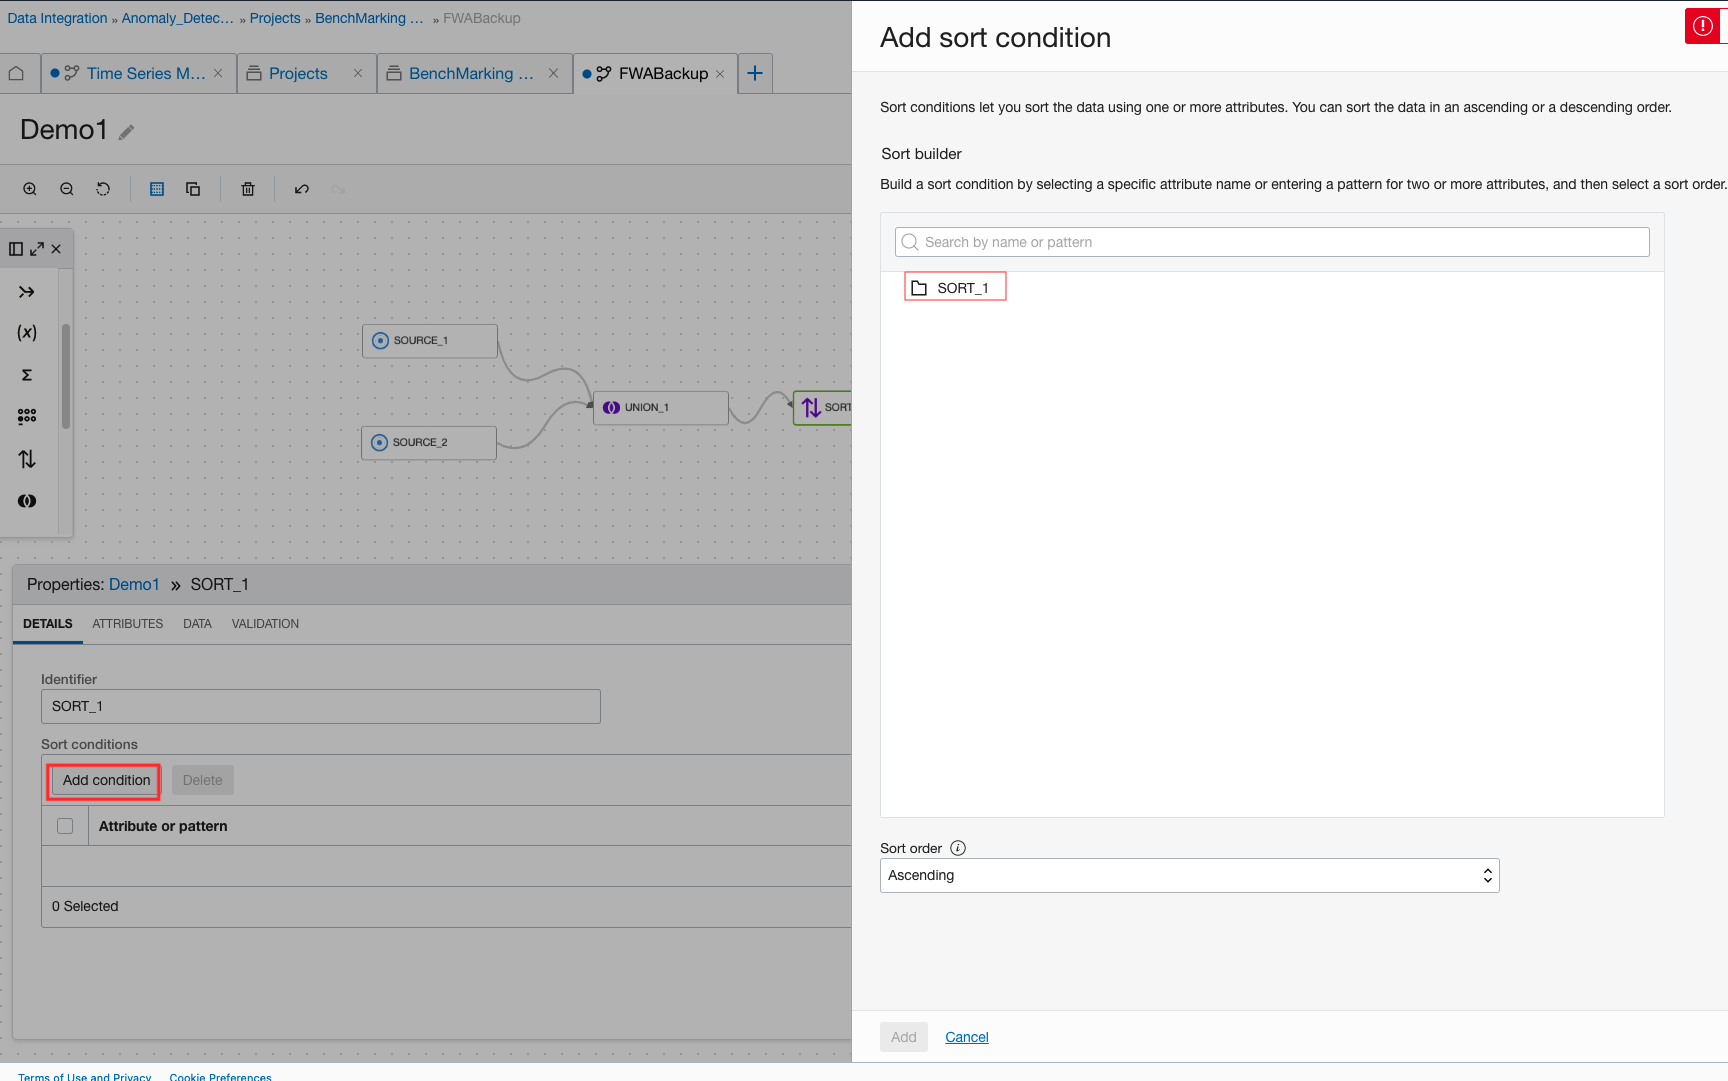 Data Integration » Anomaly_Detec... » Projects » BenchMarking ... » FWABackup
Time Series M...
Projects
BenchMarking ...
FWABackup
Demo1
SOURCE_1
SOURCE_2
UNION_1
SORT
Properties: Demo1 » SORT_1
DETAILS
ATTRIBUTES
DATA
VALIDATION
Identifier
SORT_1
Sort conditions
Add condition
Delete
Attribute or pattern
0 Selected
Terms of Use and Privacy
Cookie Preferences
Add sort condition
Sort conditions let you sort the data using one or more attributes. You can sort the data in an ascending or a descending order.
Sort builder
Build a sort condition by selecting a specific attribute name or entering a pattern for two or more attributes, and then select a sort order.
Search by name or pattern
SORT_1
Sort order
Ascending
Add
Cancel